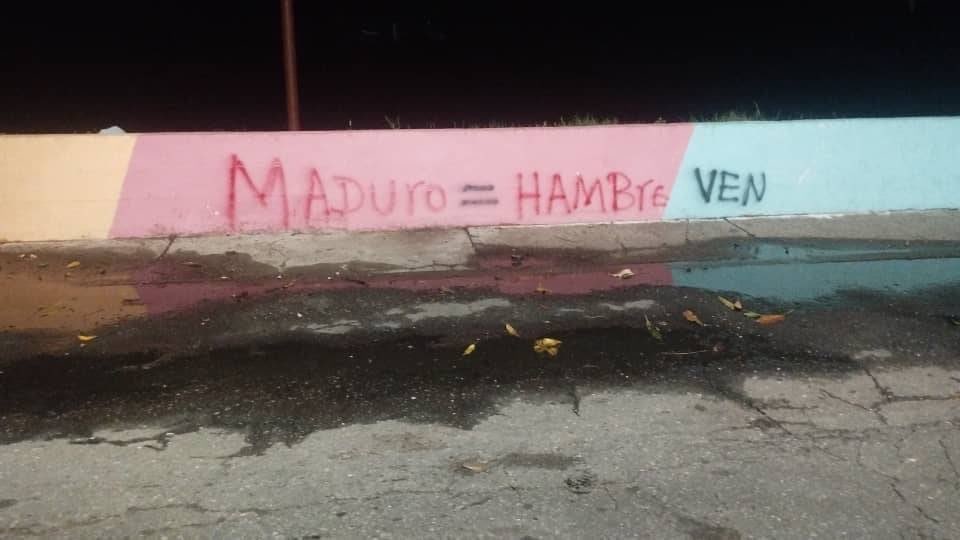 MADUro = HAMBre VEN